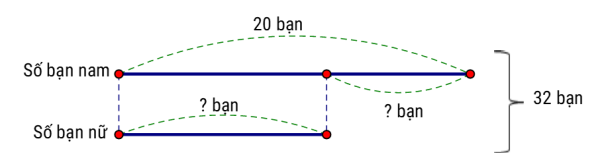 20 bạn
Số bạn nam
? bạn
? bạn
32 bạn
Số bạn nữ